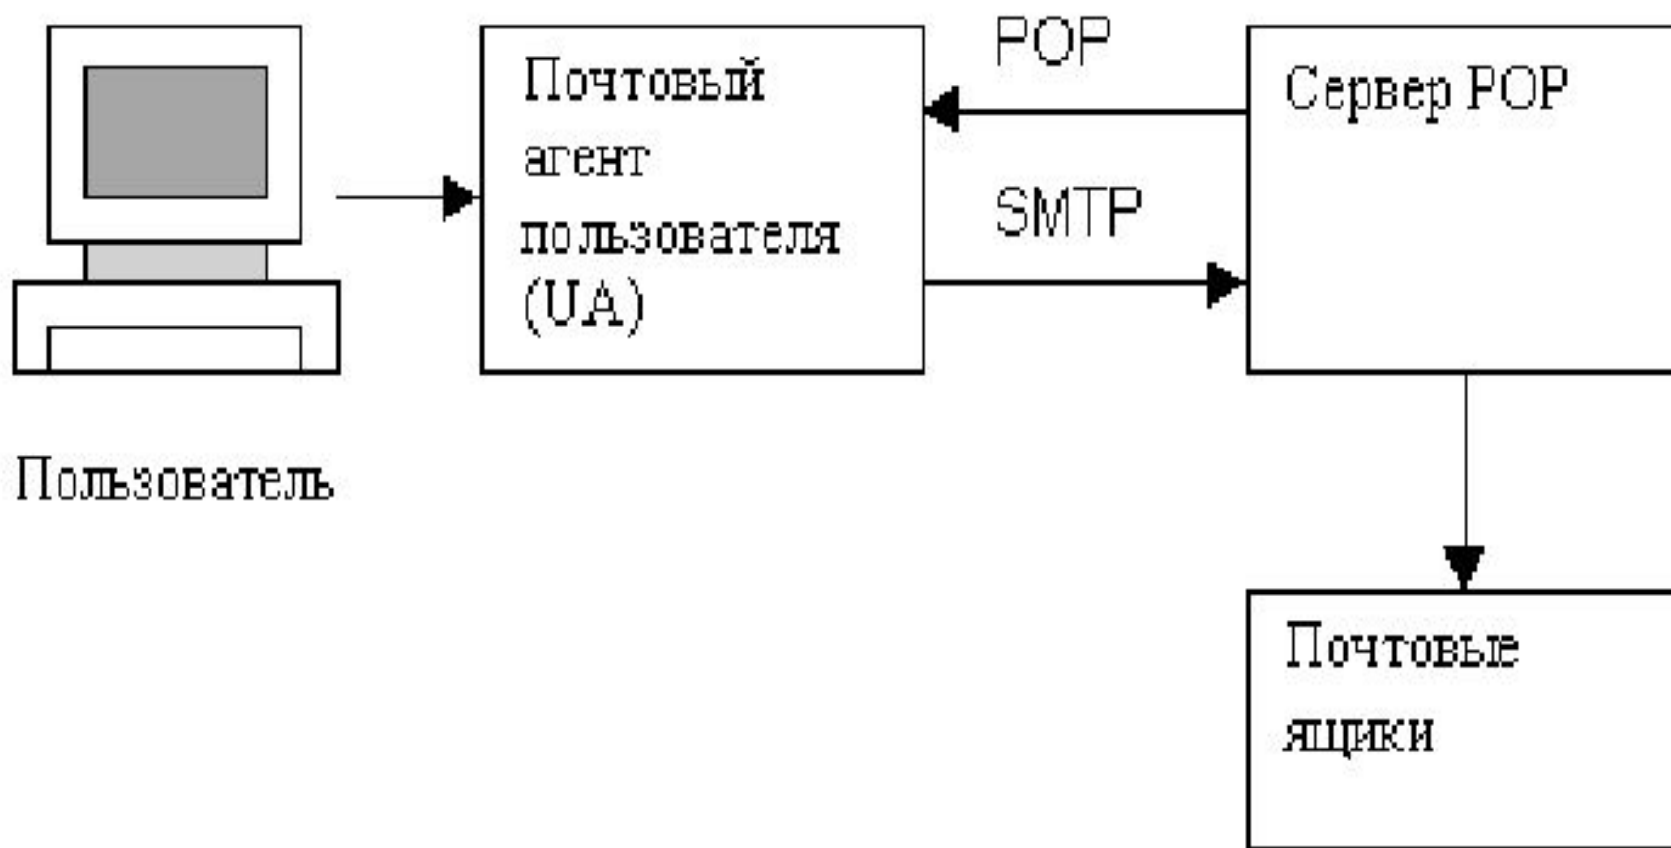 Почтовый
агент
пользователя
(UA)
POP
SMTP
Сервер POP
Пользователь
Почтовые
ящики